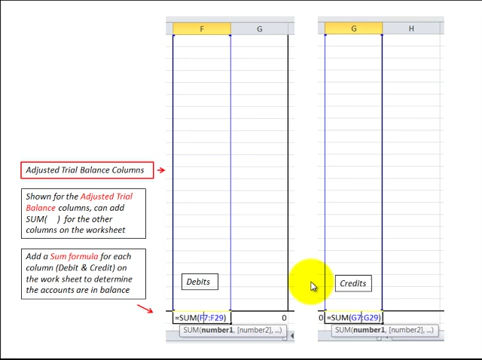 F G
G H
Adjusted Trial Balance Columns
Shown for the Adjusted Trial
Balance columns, can add
SUM( ) for the other
columns on the worksheet
Add a Sum formula for each
column (Debit & Credit) on
the work sheet to determine
the accounts are in balance
Debits
Credits
=SUM(F7:F29) 0
0 =SUM(G7:G29)
SUM(number1, [number2], ...)
SUM(number1, [number2], ...)